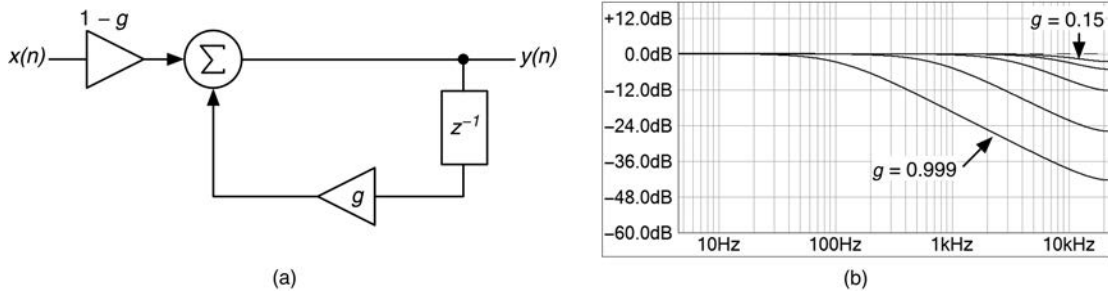 1 – g
x(n)
Σ
y(n)
z⁻¹
g
(a)
+12.0dB
0.0dB
−12.0dB
−24.0dB
−36.0dB
−48.0dB
−60.0dB
g = 0.15
g = 0.999
10Hz 100Hz 1kHz 10kHz
(b)